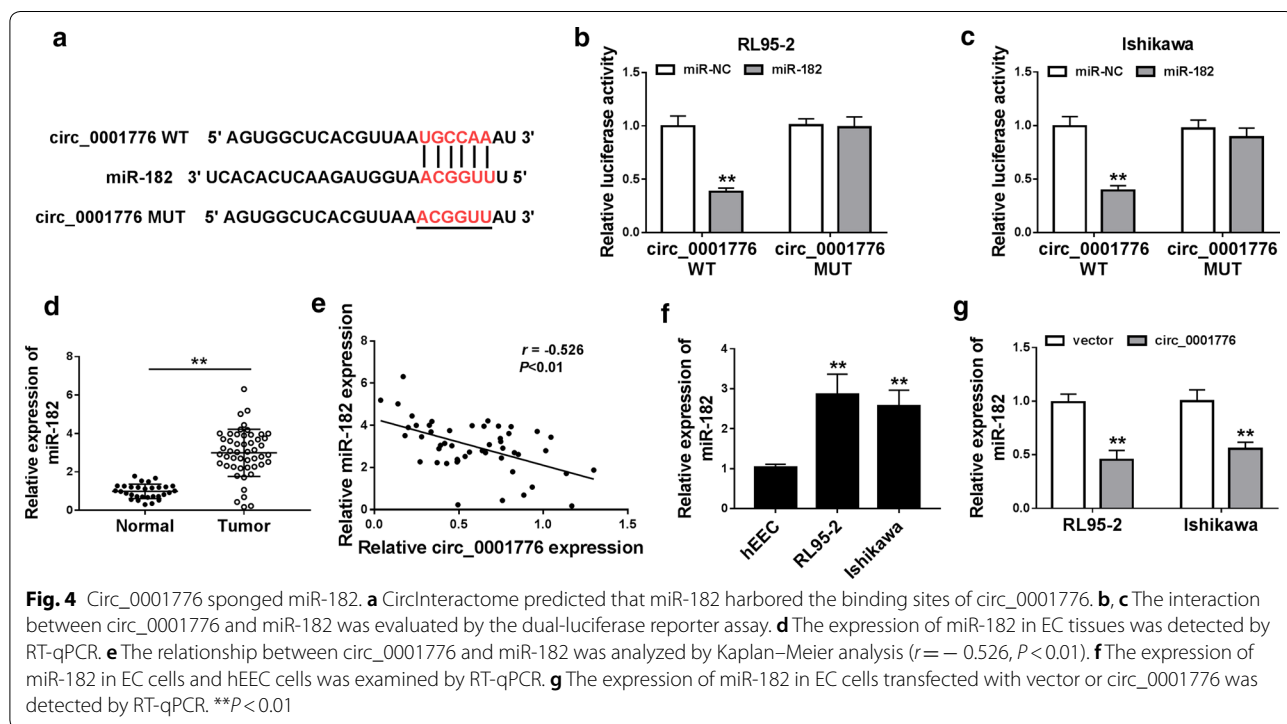 a
circ_0001776 WT 5' AGUGGCUCACGUUAAUGCCAAAU 3'
miR-182 3' UCACACUCAAGAUGGUAACGGUUU 5'
circ_0001776 MUT 5' AGUGGCUCACGUUAAACGGUUAU 3'
b
RL95-2
miR-NC miR-182
Relative luciferase activity
1.5
1.0
0.5
0.0
**
circ_0001776 WT
circ_0001776 MUT
c
Ishikawa
miR-NC miR-182
Relative luciferase activity
1.5
1.0
0.5
0.0
**
circ_0001776 WT
circ_0001776 MUT
d
Relative expression of
miR-182
8
6
4
2
0
**
Normal Tumor
e
Relative miR-182 expression
8
6
4
2
0
r = -0.526
P<0.01
0.0 0.5 1.0 1.5
Relative circ_0001776 expression
f
Relative expression of
miR-182
4
3
2
1
0
** **
hEEC RL95-2 Ishikawa
g
vector circ_0001776
Relative expression of
miR-182
1.5
1.0
0.5
0.0
** **
RL95-2 Ishikawa
Fig. 4 Circ_0001776 sponged miR-182. a CircInteractome predicted that miR-182 harbored the binding sites of circ_0001776. b, c The interaction
between circ_0001776 and miR-182 was evaluated by the dual-luciferase reporter assay. d The expression of miR-182 in EC tissues was detected by
RT-qPCR. e The relationship between circ_0001776 and miR-182 was analyzed by Kaplan–Meier analysis (r = − 0.526, P < 0.01). f The expression of
miR-182 in EC cells and hEEC cells was examined by RT-qPCR. g The expression of miR-182 in EC cells transfected with vector or circ_0001776 was
detected by RT-qPCR. **P < 0.01